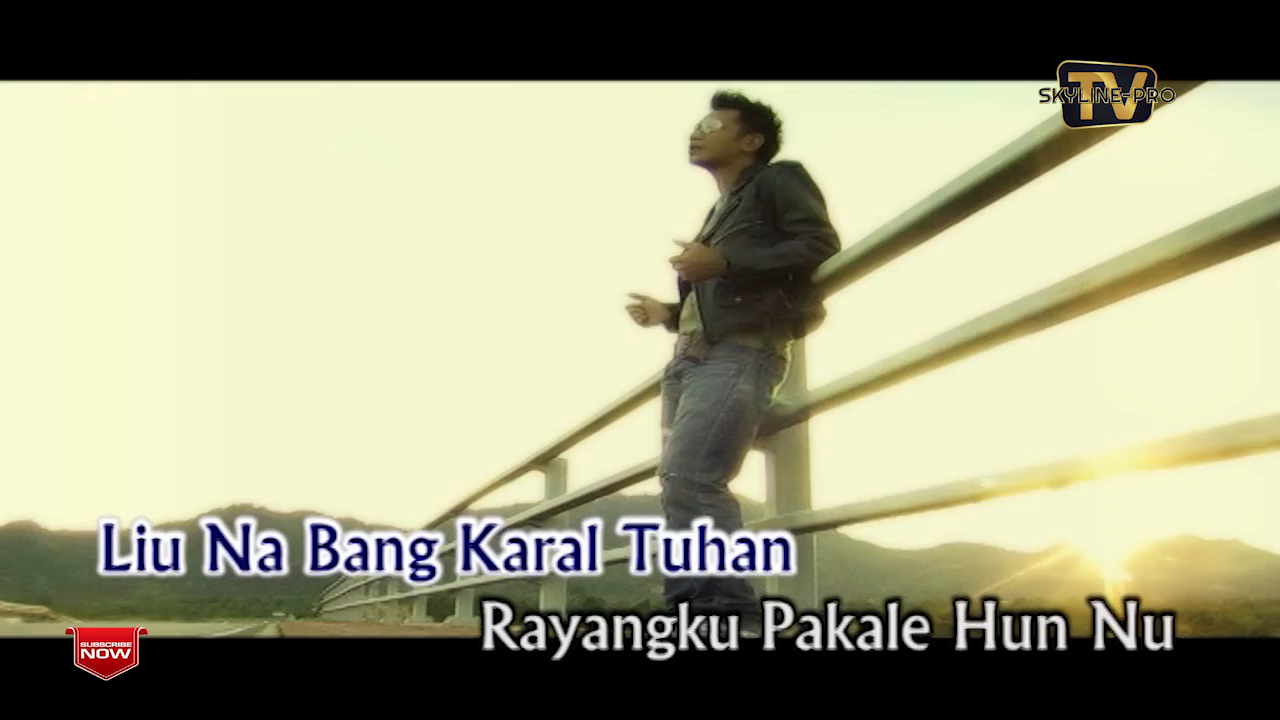 TV
SKYLINE-PRO
Liu Na Bang Karal Tuhan
Rayangku Pakale Hun Nu
SUBSCRIBE
NOW